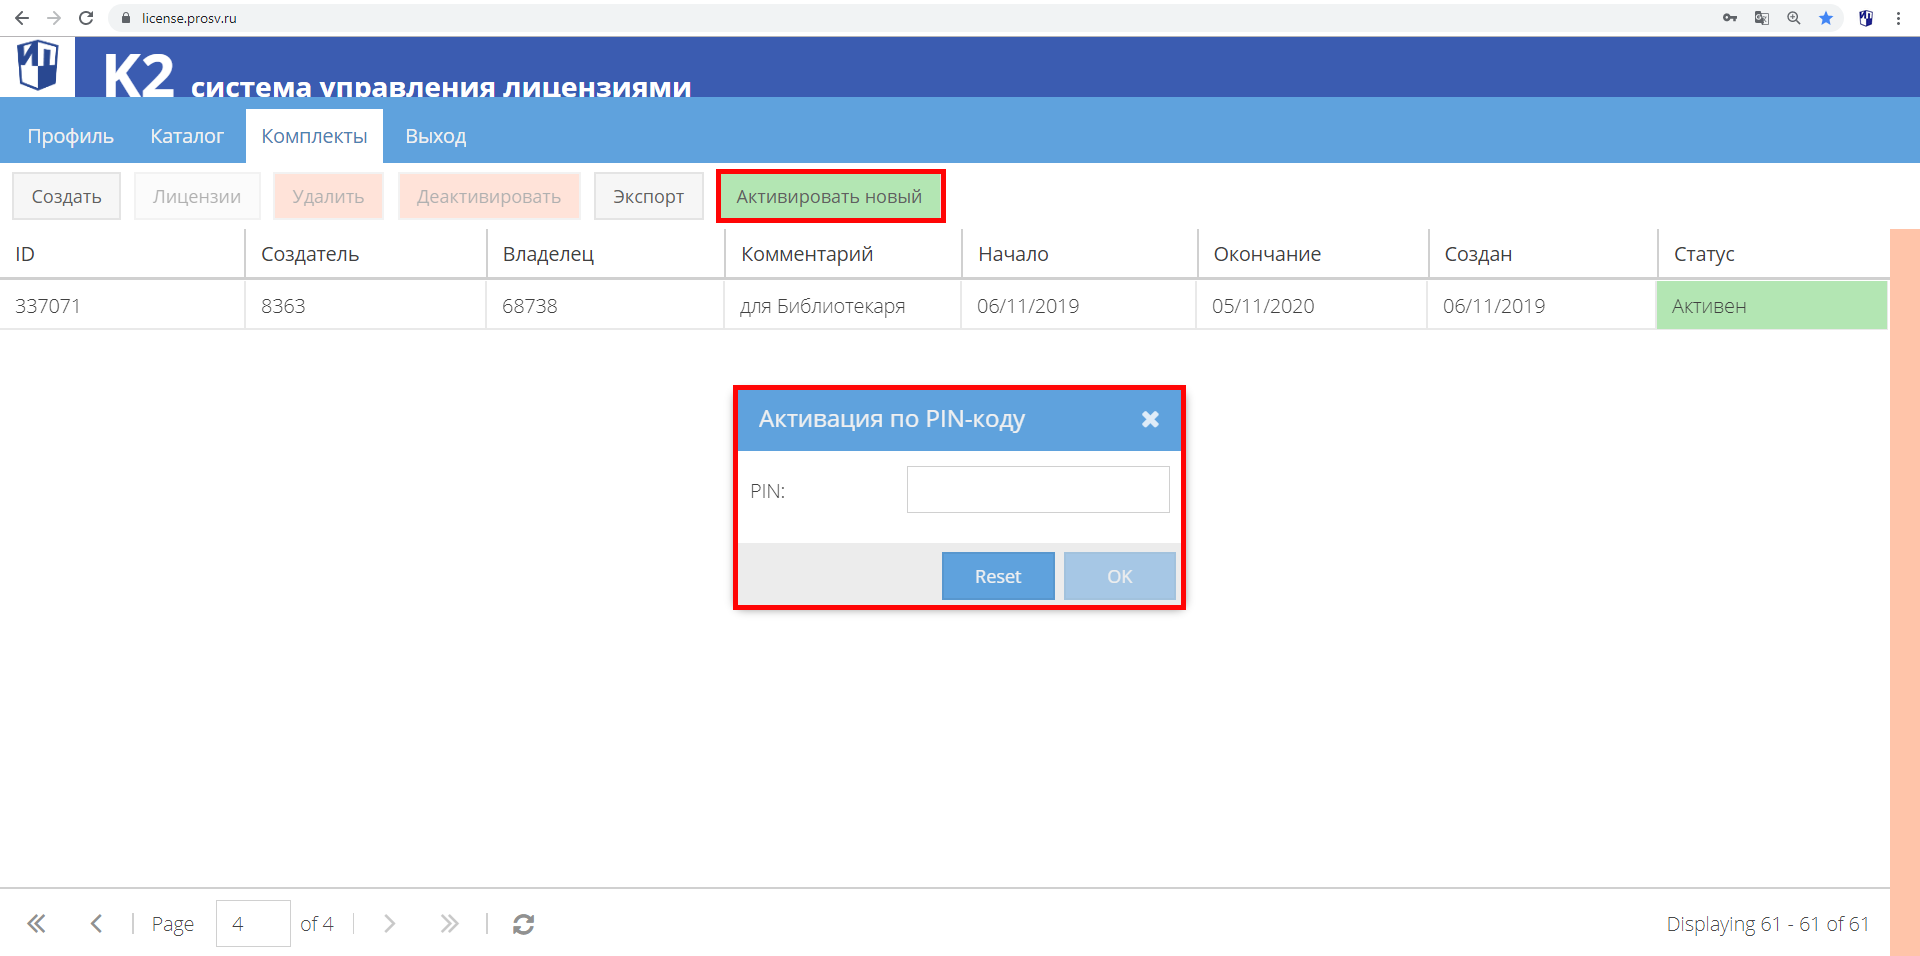 license.prosv.ru
ИП
К2 система управления лицензиями
Профиль Каталог Комплекты Выход
Создать Лицензии Удалить Деактивировать Экспорт Активировать новый
ID Создатель Владелец Комментарий Начало Окончание Создан Статус
337071 8363 68738 для Библиотекаря 06/11/2019 05/11/2020 06/11/2019 Активен
Активация по PIN-коду
PIN:
Reset OK
Page 4 of 4 Displaying 61 - 61 of 61